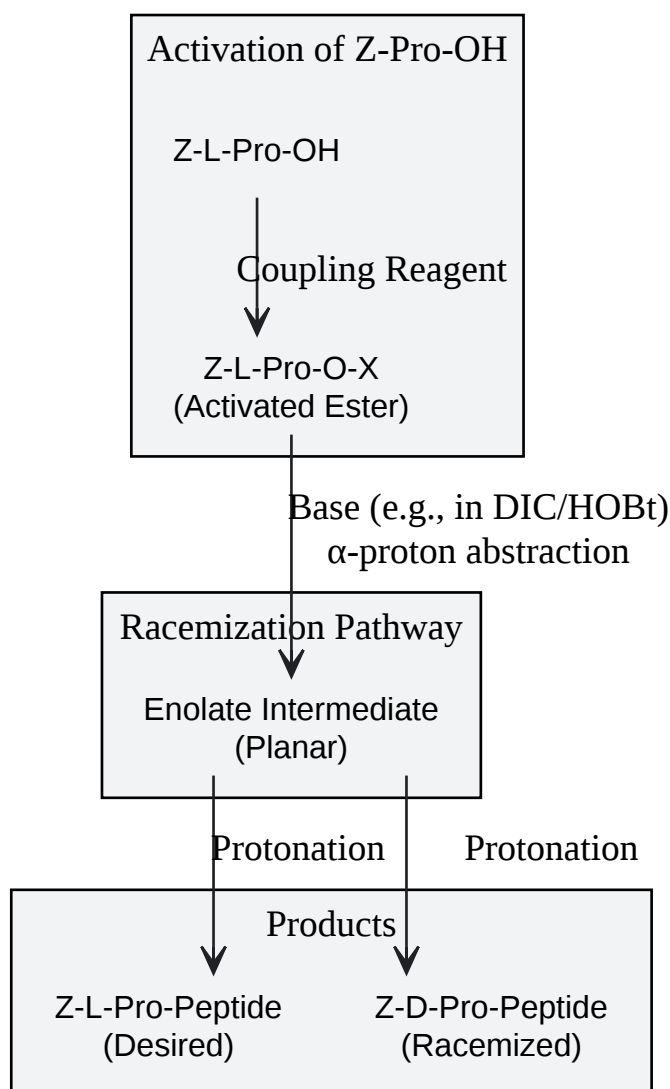 Activation of Z-Pro-OH
Z-L-Pro-OH
Coupling Reagent
Z-L-Pro-O-X
(Activated Ester)
Base (e.g., in DIC/HOBt)
α-proton abstraction
Racemization Pathway
Enolate Intermediate
(Planar)
Protonation
Protonation
Products
Z-L-Pro-Peptide
(Desired)
Z-D-Pro-Peptide
(Racemized)